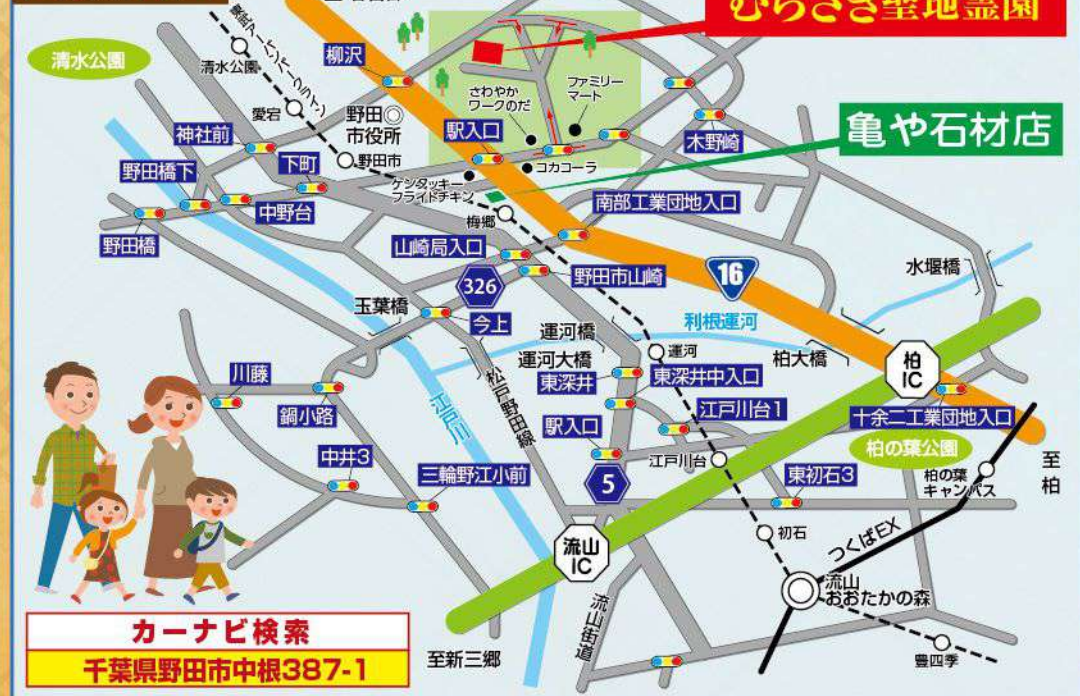 むらさき聖地霊園
東武アーバンパークライン
清水公園
清水公園
柳沢
ファミリー
マート
さわやか
ワークのだ
愛宕
野田◎
市役所
駅入口
木野崎
亀や石材店
神社前
下町
野田市
コカコーラ
野田橋下
ケンタッキー
フライドチキン
中野台
南部工業団地入口
梅郷
野田橋
山崎局入口
野田市山崎
16
水堰橋
326
玉葉橋
今上
運河橋
利根運河
運河大橋
運河
柏大橋
柏
IC
東深井
東深井中入口
川藤
松戸野田線
江戸川
鍋小路
江戸川台1
十余二工業団地入口
駅入口
柏の葉公園
中井3
三輪野江小前
江戸川台
東初石3
柏の葉
キャンパス
至柏
5
流山
IC
初石
つくばEX
流山
おおたかの森
流山街道
豊四季
至新三郷
カーナビ検索
千葉県野田市中根387-1